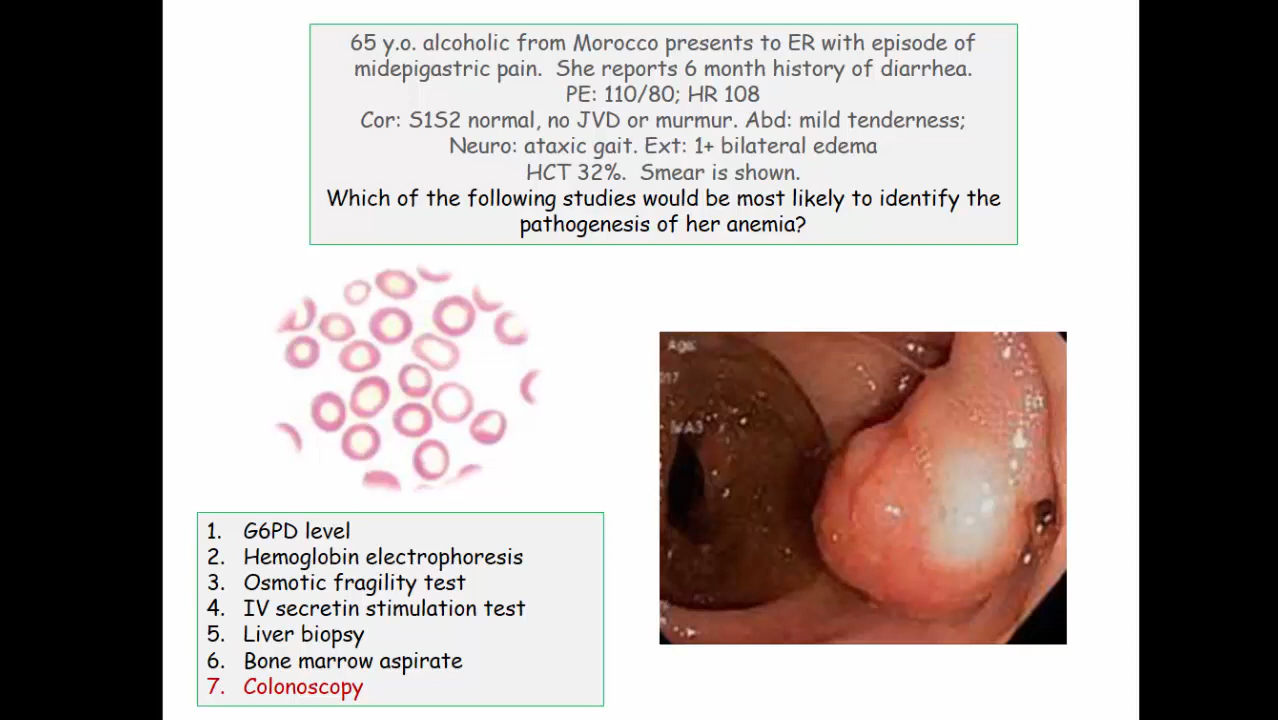 65 y.o. alcoholic from Morocco presents to ER with episode of
midepigastric pain. She reports 6 month history of diarrhea.
PE: 110/80; HR 108
Cor: S1S2 normal, no JVD or murmur. Abd: mild tenderness;
Neuro: ataxic gait. Ext: 1+ bilateral edema
HCT 32%. Smear is shown.
Which of the following studies would be most likely to identify the
pathogenesis of her anemia?
Age:
1. G6PD level
2. Hemoglobin electrophoresis
3. Osmotic fragility test
4. IV secretin stimulation test
5. Liver biopsy
6. Bone marrow aspirate
7. Colonoscopy